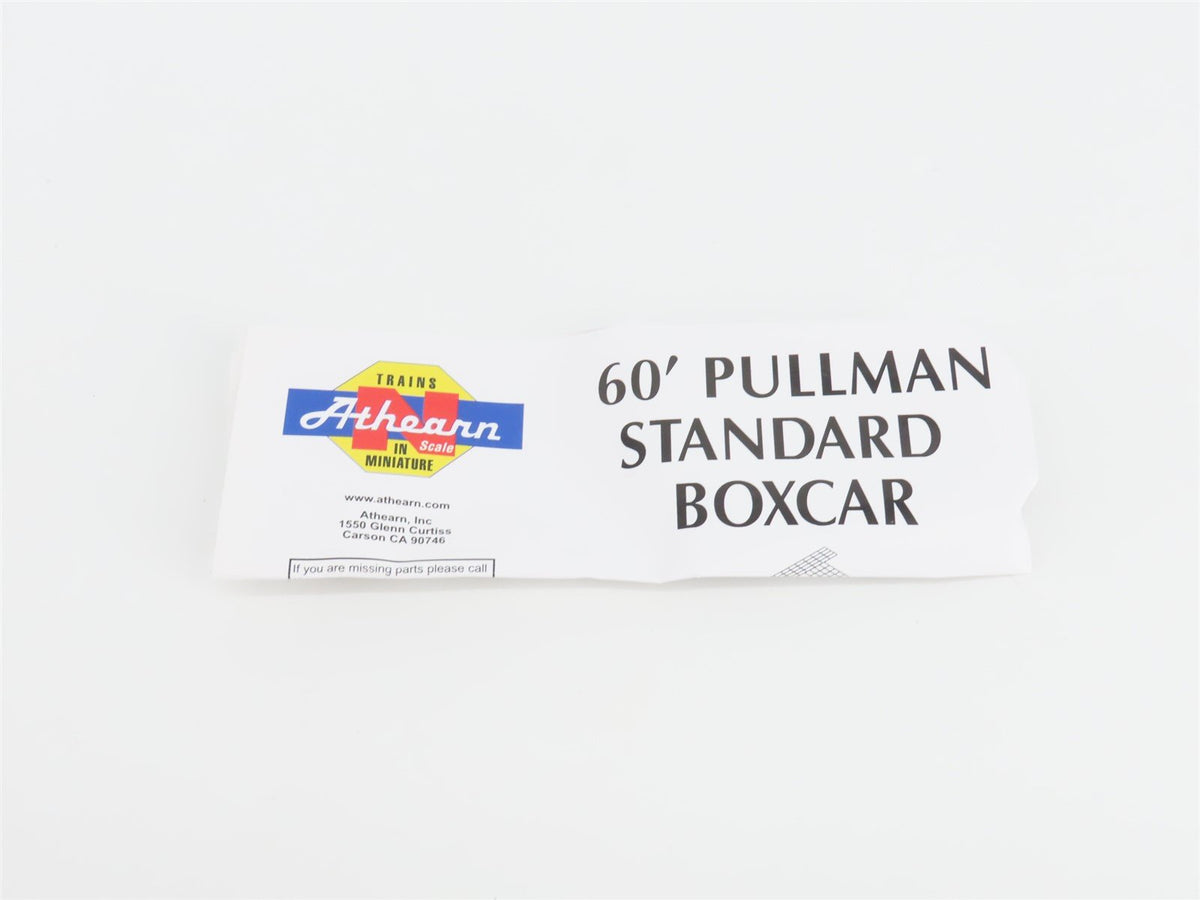 TRAINS
Athearn
N Scale
IN
MINIATURE
www.athearn.com
Athearn, Inc
1550 Glenn Curtiss
Carson CA 90746
If you are missing parts please call
60' PULLMAN
STANDARD
BOXCAR